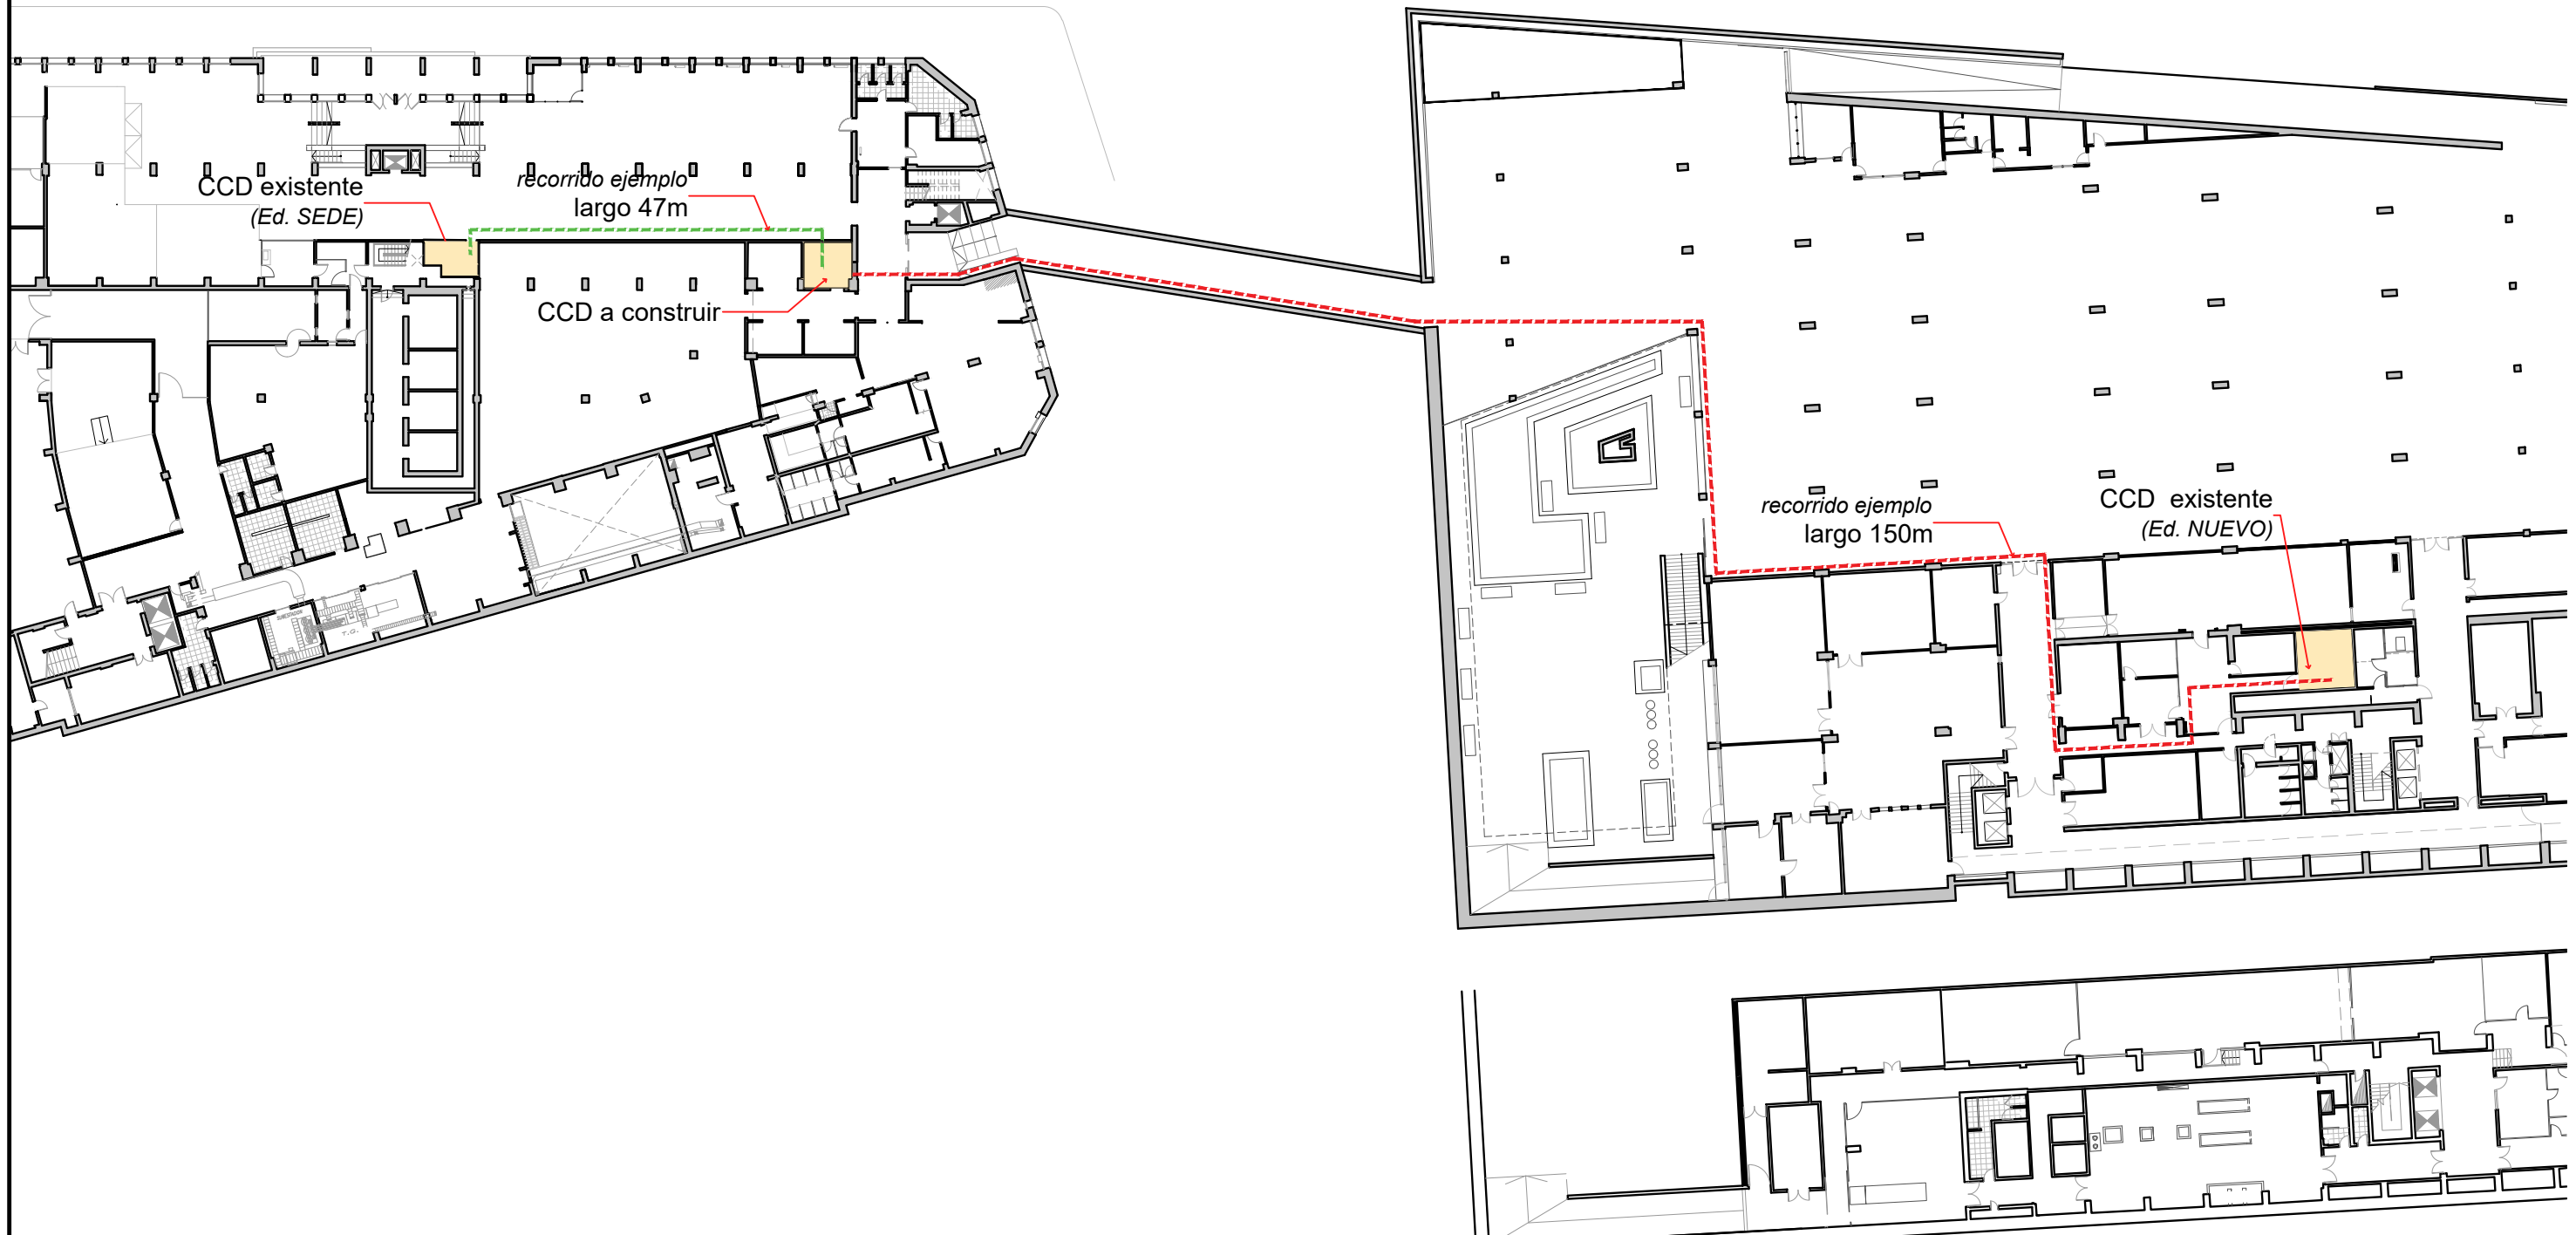 CCD existente
(Ed. SEDE)
recorrido ejemplo
largo 47m
CCD a construir
recorrido ejemplo
largo 150m
CCD  existente
(Ed. NUEVO)
T.G.